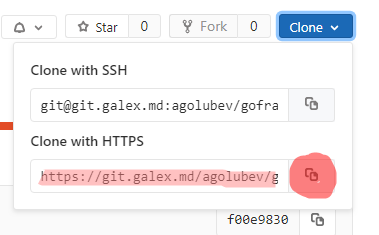 Star 0 Fork 0 Clone
Clone with SSH
git@git.galex.md:agolubev/gofra
Clone with HTTPS
https://git.galex.md/agolubev/g
f00e9830